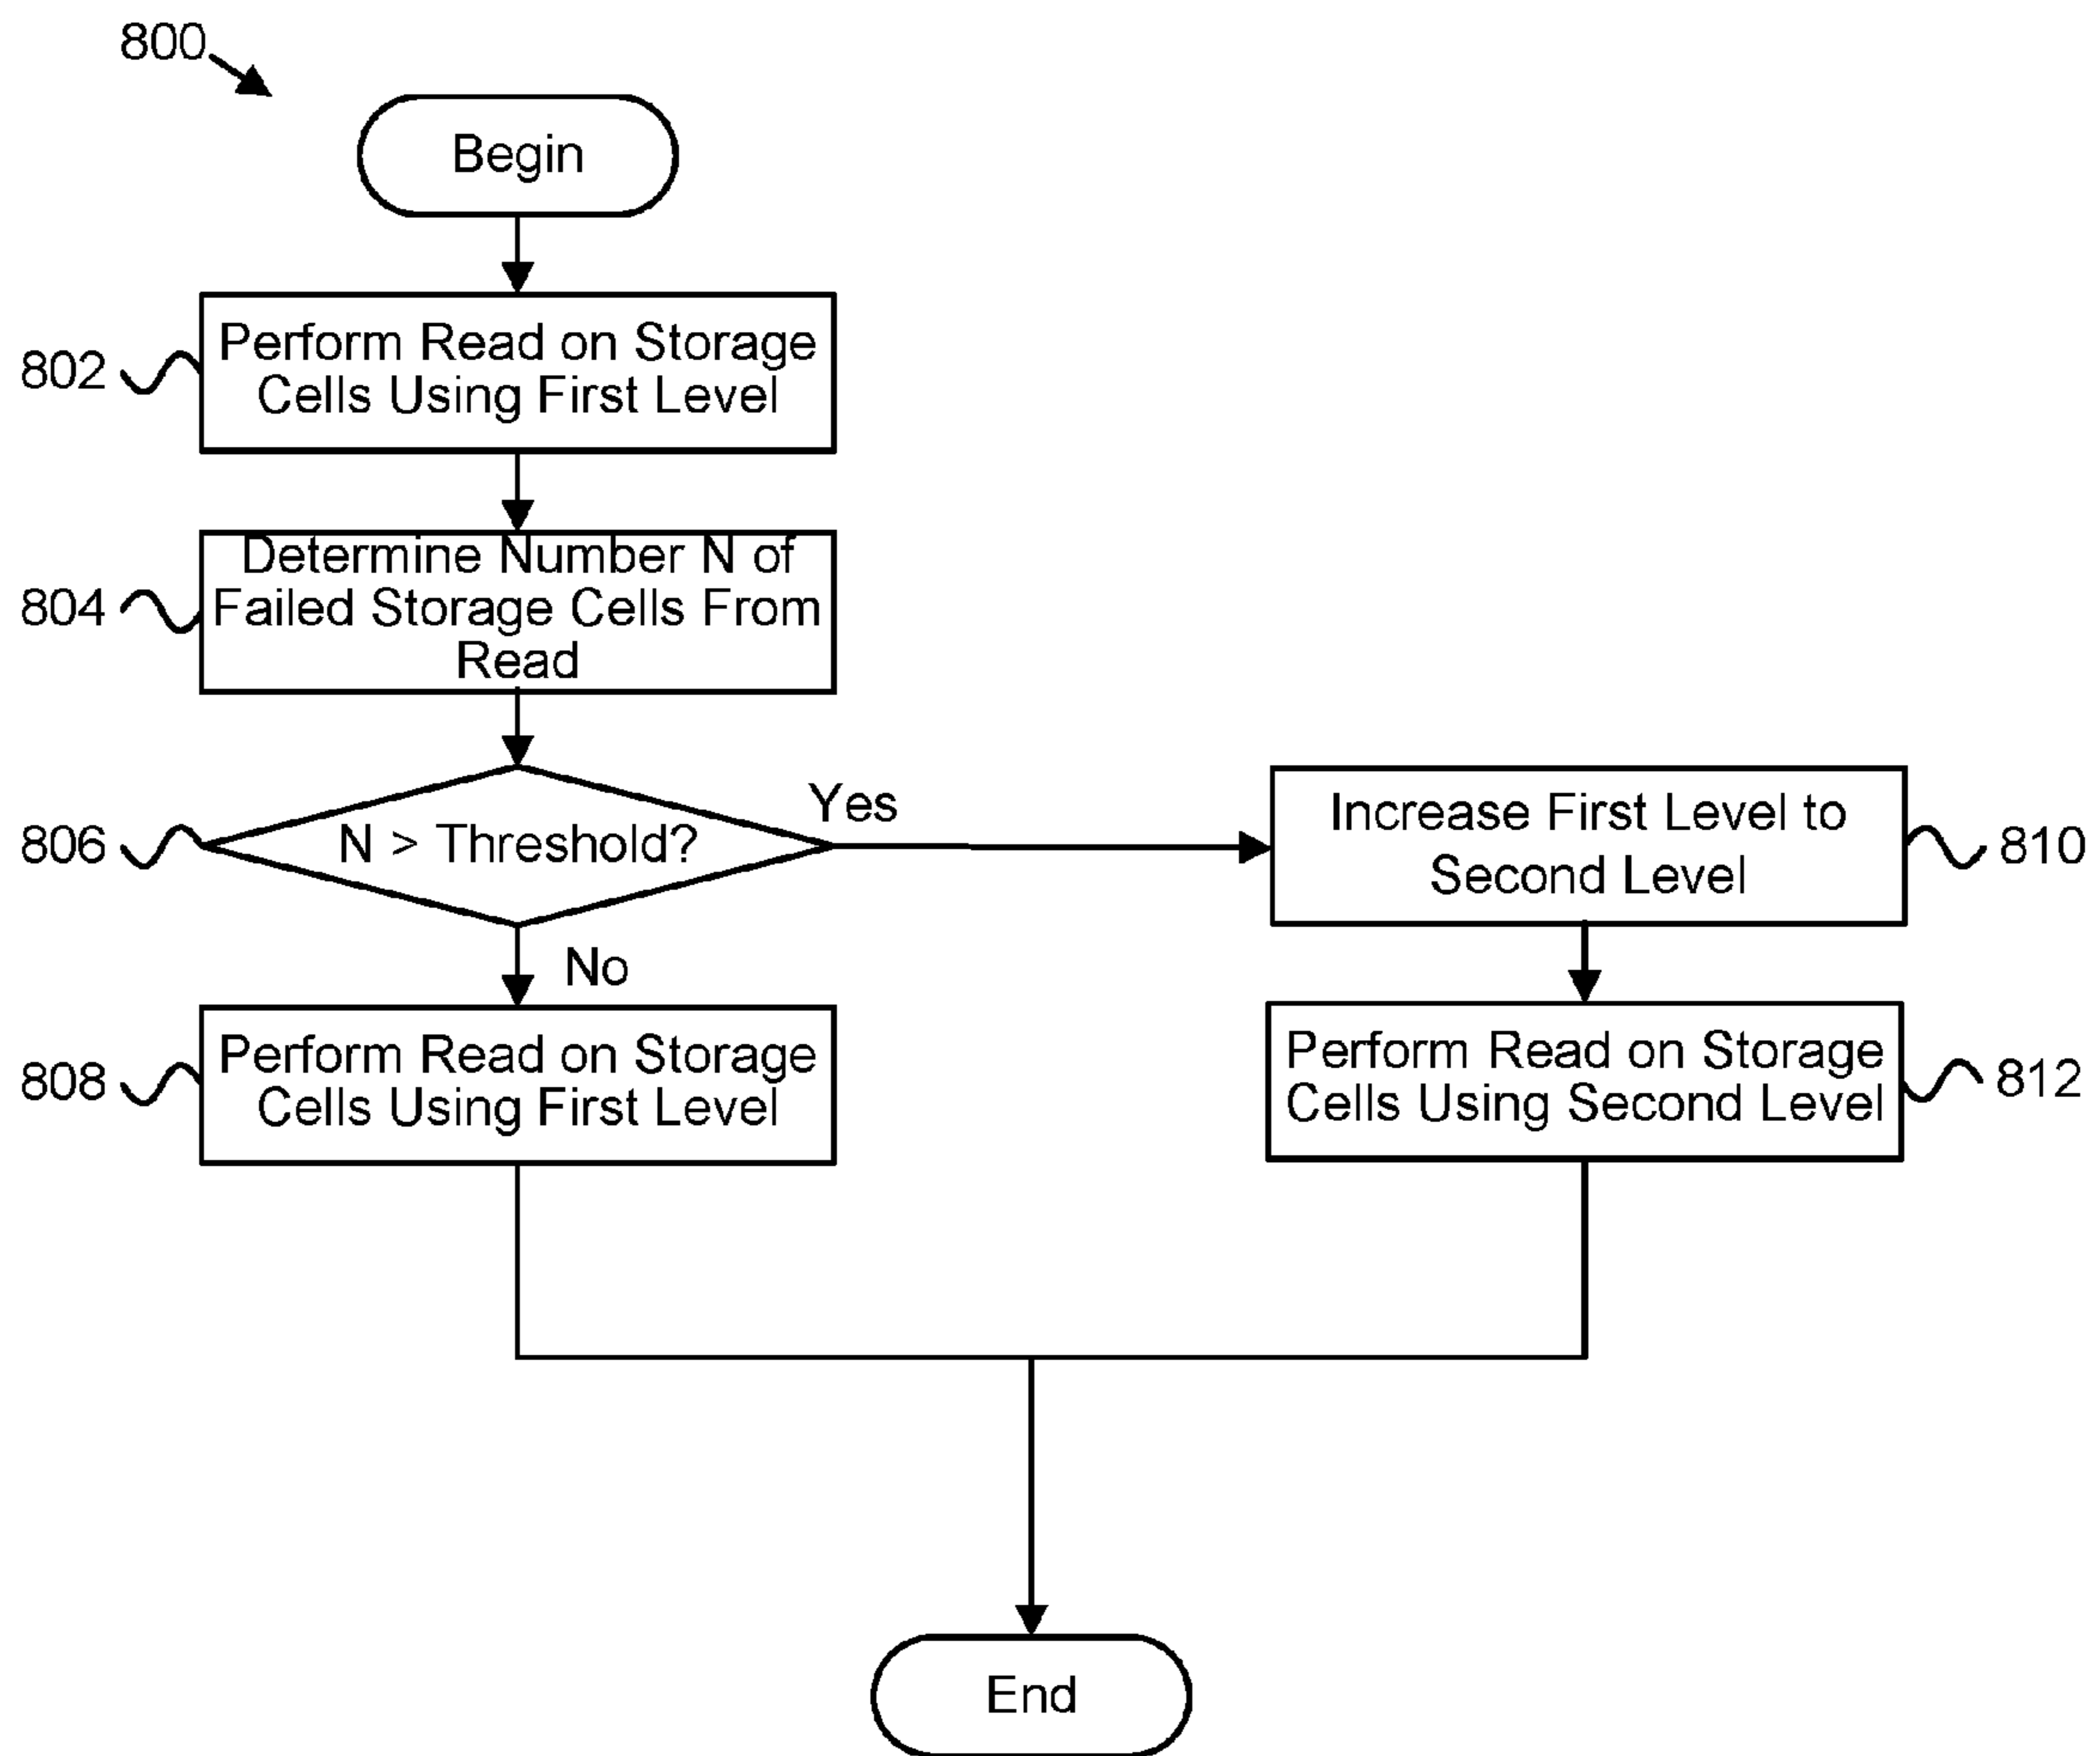 800
Begin
802
Perform Read on Storage
Cells Using First Level
804
Determine Number N of
Failed Storage Cells From
Read
806
N > Threshold?
Yes
No
810
Increase First Level to
Second Level
808
Perform Read on Storage
Cells Using First Level
812
Perform Read on Storage
Cells Using Second Level
End